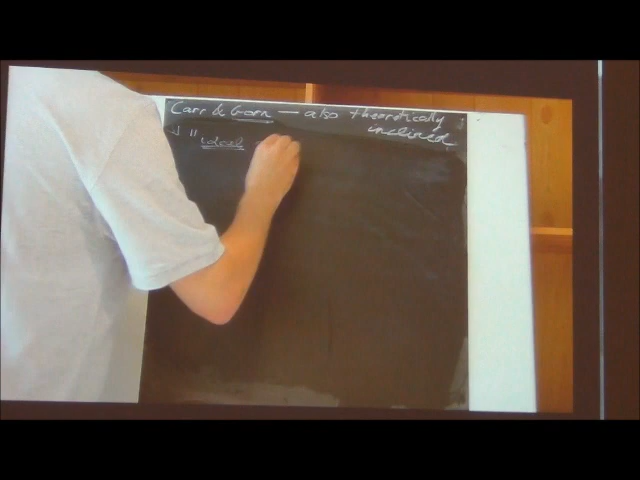 Carr & Gorn — also theoretically
inclined
"ideal